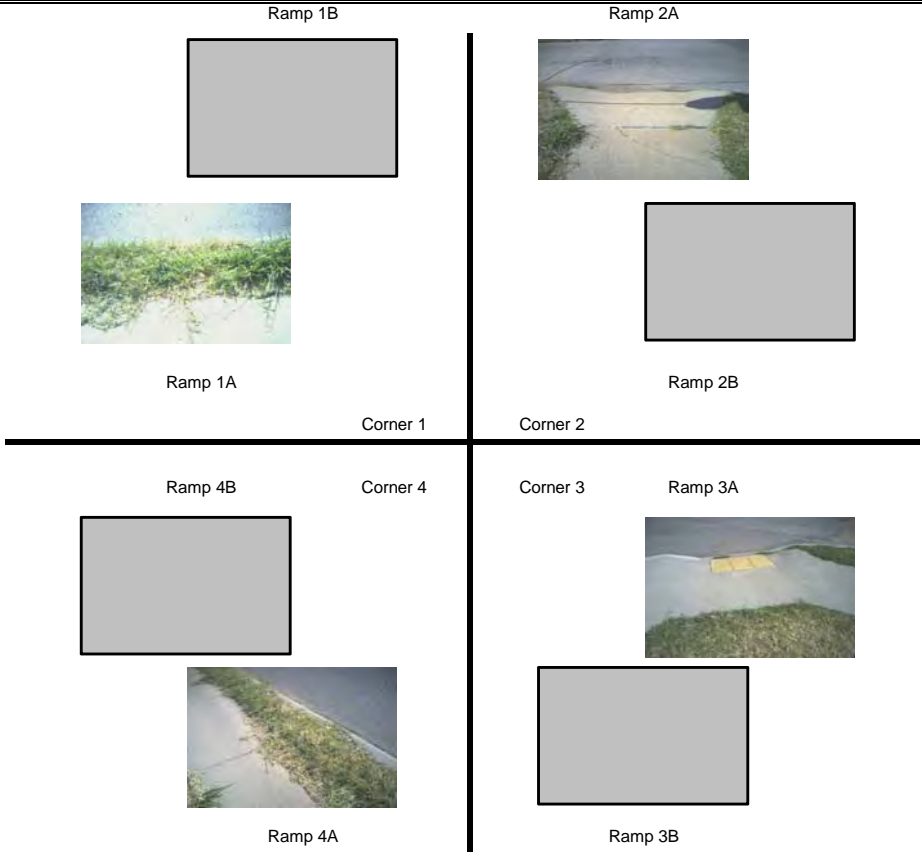 Ramp 1B
Ramp 2A
Ramp 1A
Ramp 2B
Corner 1
Corner 2
Ramp 4B
Corner 4
Corner 3
Ramp 3A
Ramp 4A
Ramp 3B